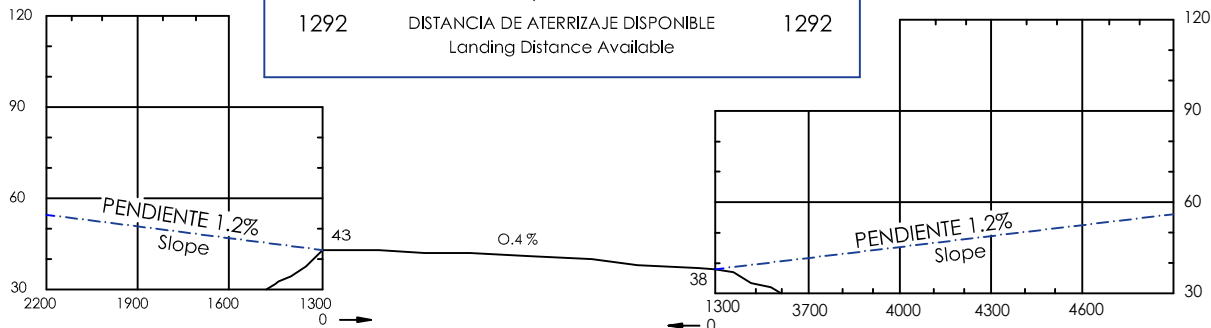 1292 DISTANCIA DE ATERRIZAJE DISPONIBLE 1292
Landing Distance Available
120
90
60
30
PENDIENTE 1.2%
Slope
43
0.4 %
38
PENDIENTE 1.2%
Slope
120
90
60
30
2200 1900 1600 1300
0
1300 3700 4000 4300 4600
0